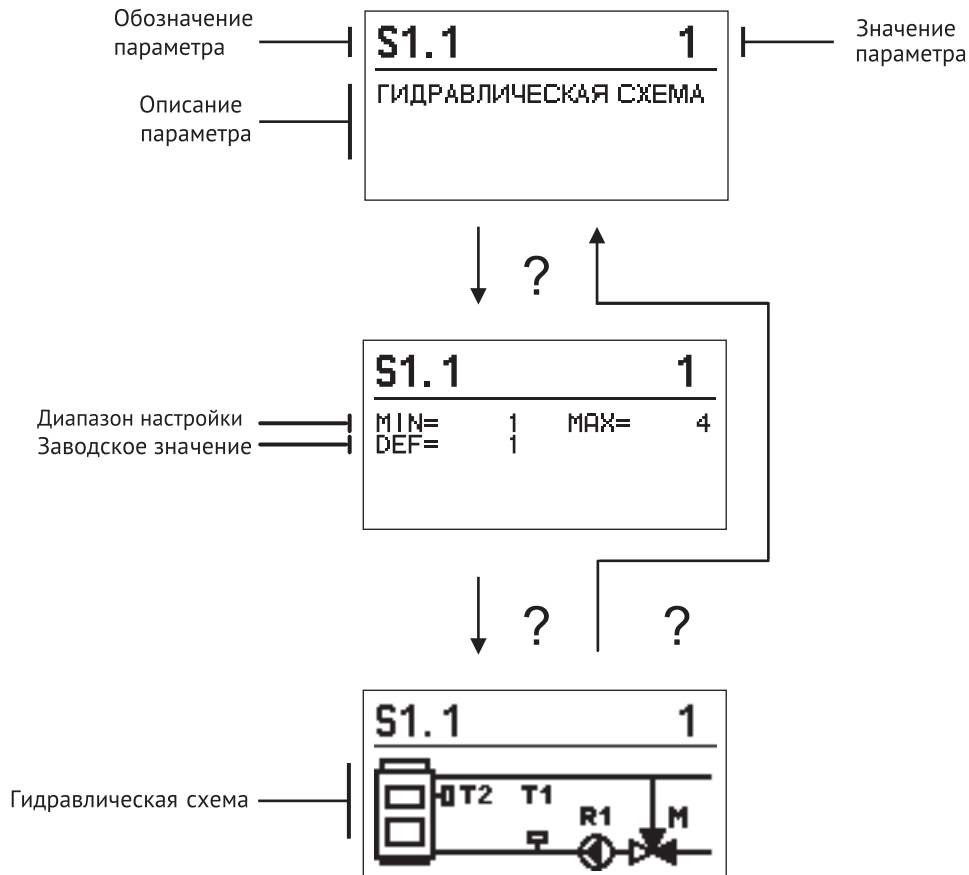 Обозначение
параметра
S1.1 1
Значение
параметра
Описание
параметра
ГИДРАВЛИЧЕСКАЯ СХЕМА
?
S1.1 1
Диапазон настройки
MIN= 1 MAX= 4
Заводское значение
DEF= 1
? ?
S1.1 1
Гидравлическая схема
T2 T1
R1 M